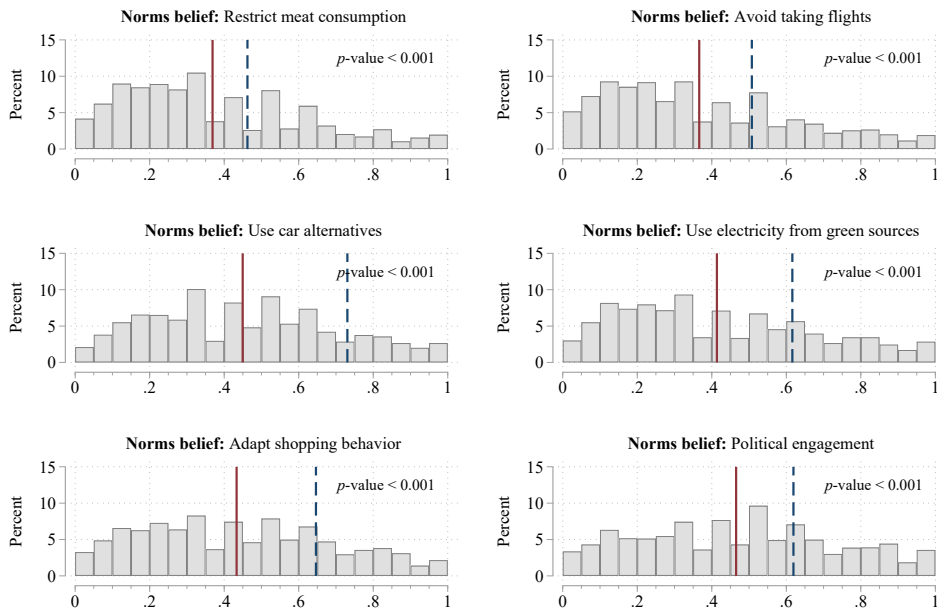 Norms belief: Restrict meat consumption
Percent
15
10
5
0
p-value < 0.001
0 .2 .4 .6 .8 1
Norms belief: Avoid taking flights
Percent
15
10
5
0
p-value < 0.001
0 .2 .4 .6 .8 1
Norms belief: Use car alternatives
Percent
15
10
5
0
p-value < 0.001
0 .2 .4 .6 .8 1
Norms belief: Use electricity from green sources
Percent
15
10
5
0
p-value < 0.001
0 .2 .4 .6 .8 1
Norms belief: Adapt shopping behavior
Percent
15
10
5
0
p-value < 0.001
0 .2 .4 .6 .8 1
Norms belief: Political engagement
Percent
15
10
5
0
p-value < 0.001
0 .2 .4 .6 .8 1